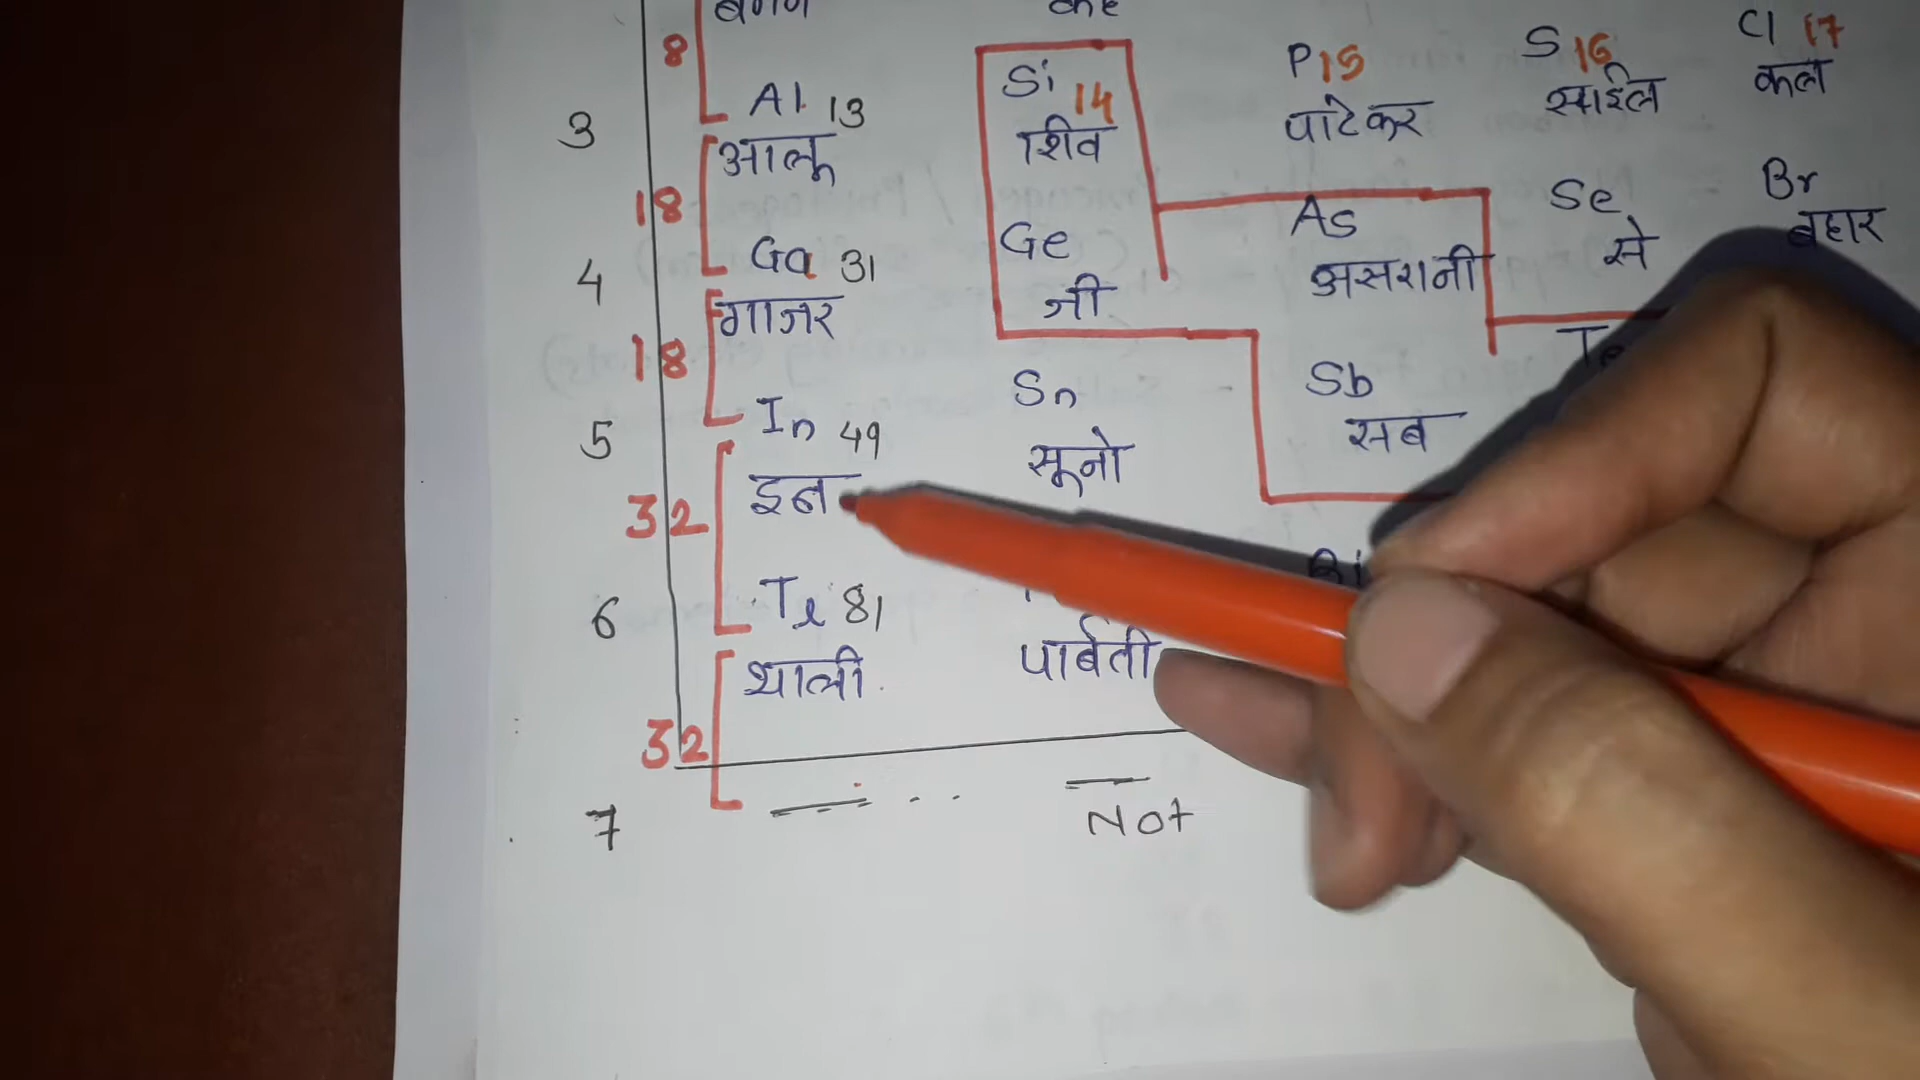 8
Al 13
Si 14
P 15
S 16
Cl 17
3
आलू
शिव
पाटेकर
साईल
कल
18
Ga 31
Ge
As
Se
Br
4
गाजर
जी
असरानी
से
बहार
18
In 49
Sn
Sb
5
इन
सूनो
सब
32
Tl 81
6
थाली
पार्वती
32
7
Not